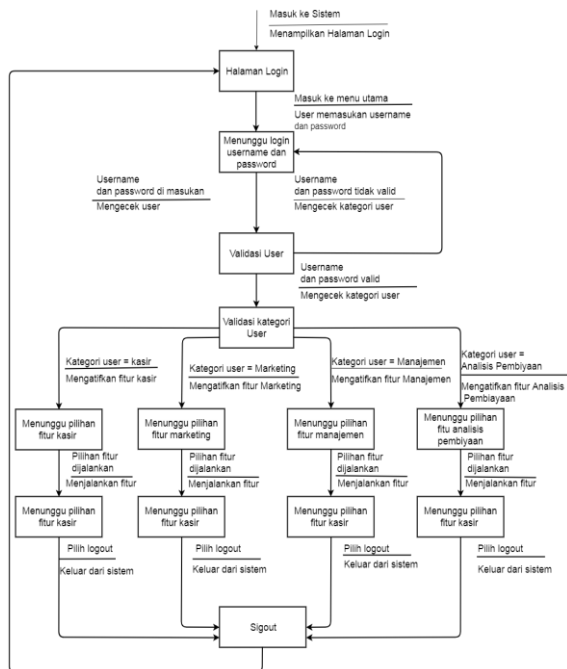 Masuk ke Sistem
Menampilkan Halaman Login
Halaman Login
Masuk ke menu utama
User memasukan username
dan password
Menunggu login
username dan
password
Username
dan password di masukan
Mengecek user
Username
dan password tidak valid
Mengecek kategori user
Validasi User
Username
dan password valid
Mengecek kategori user
Validasi kategori
User
Kategori user = kasir
Mengatifkan fitur kasir
Kategori user = Marketing
Mengatifkan fitur Marketing
Kategori user = Manajemen
Mengatifkan fitur Manajemen
Kategori user =
Analisis Pembiyaan
Mengatifkan fitur Analisis
Pembiayaan
Menunggu pilihan
fitur kasir
Menunggu pilihan
fitur marketing
Menunggu pilihan
fitur manajemen
Menunggu pilihan
fitu analisis
pembiyaan
Pilihan fitur
dijalankan
Menjalankan fitur
Pilihan fitur
dijalankan
Menjalankan fitur
Pilihan fitur
dijalankan
Menjalankan fitur
Pilihan fitur
dijalankan
Menjalankan fitur
Menunggu pilihan
fitur kasir
Menunggu pilihan
fitur kasir
Menunggu pilihan
fitur kasir
Menunggu pilihan
fitur kasir
Pilih logout
Keluar dari sistem
Pilih logout
Keluar dari sistem
Pilih logout
Keluar dari sistem
Pilih logout
Keluar dari sistem
Sigout